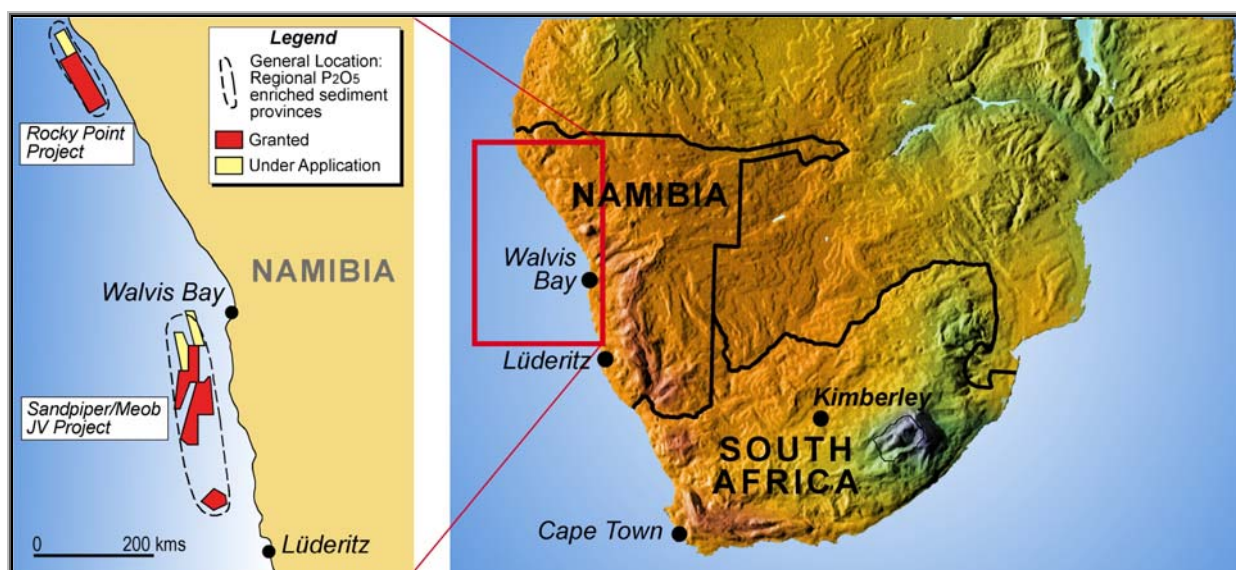 Legend
General Location:
Regional P2O5
enriched sediment
provinces
Granted
Under Application
Rocky Point
Project
NAMIBIA
Walvis Bay
Sandpiper/Meob
JV Project
0 200 kms
Lüderitz
NAMIBIA
Walvis
Bay
Lüderitz
Kimberley
SOUTH
AFRICA
Cape Town